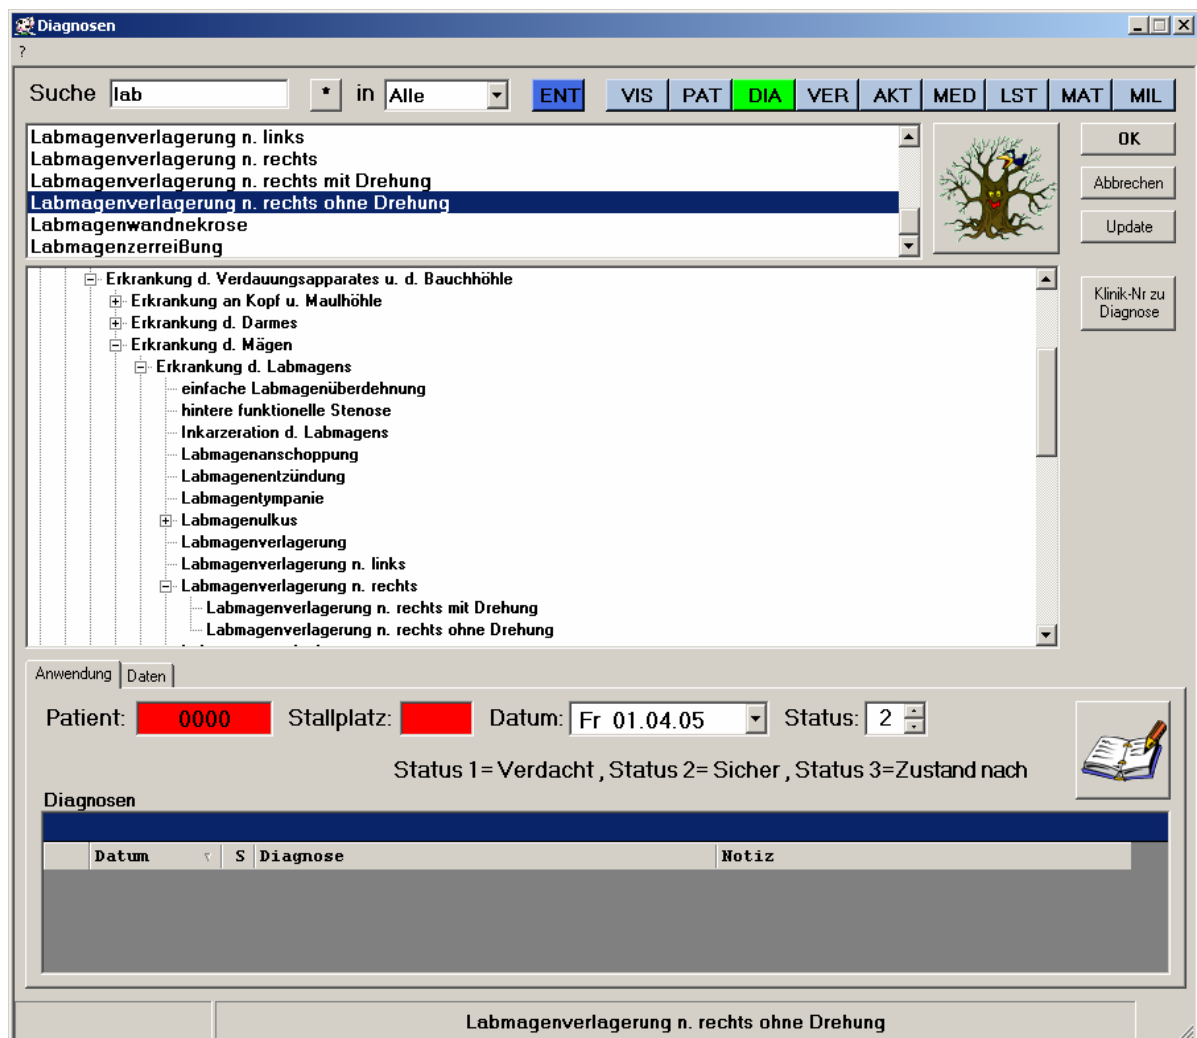 Diagnosen
?
Suche lab * in Alle ENT VIS PAT DIA VER AKT MED LST MAT MIL
Labmagenverlagerung n. links
Labmagenverlagerung n. rechts
Labmagenverlagerung n. rechts mit Drehung
Labmagenverlagerung n. rechts ohne Drehung
Labmagenwandnekrose
Labmagenzerreißung
OK
Abbrechen
Update
Klinik-Nr zu
Diagnose
Erkrankung d. Verdauungsapparates u. d. Bauchhöhle
Erkrankung an Kopf u. Maulhöhle
Erkrankung d. Darmes
Erkrankung d. Mägen
Erkrankung d. Labmagens
einfache Labmagenüberdehnung
hintere funktionelle Stenose
Inkarzeration d. Labmagens
Labmagenanschoppung
Labmagenentzündung
Labmagentympanie
Labmagenulkus
Labmagenverlagerung
Labmagenverlagerung n. links
Labmagenverlagerung n. rechts
Labmagenverlagerung n. rechts mit Drehung
Labmagenverlagerung n. rechts ohne Drehung
Anwendung Daten
Patient: 0000 Stallplatz: Datum: Fr 01.04.05 Status: 2
Status 1= Verdacht , Status 2= Sicher , Status 3=Zustand nach
Diagnosen
Datum S Diagnose Notiz
Labmagenverlagerung n. rechts ohne Drehung